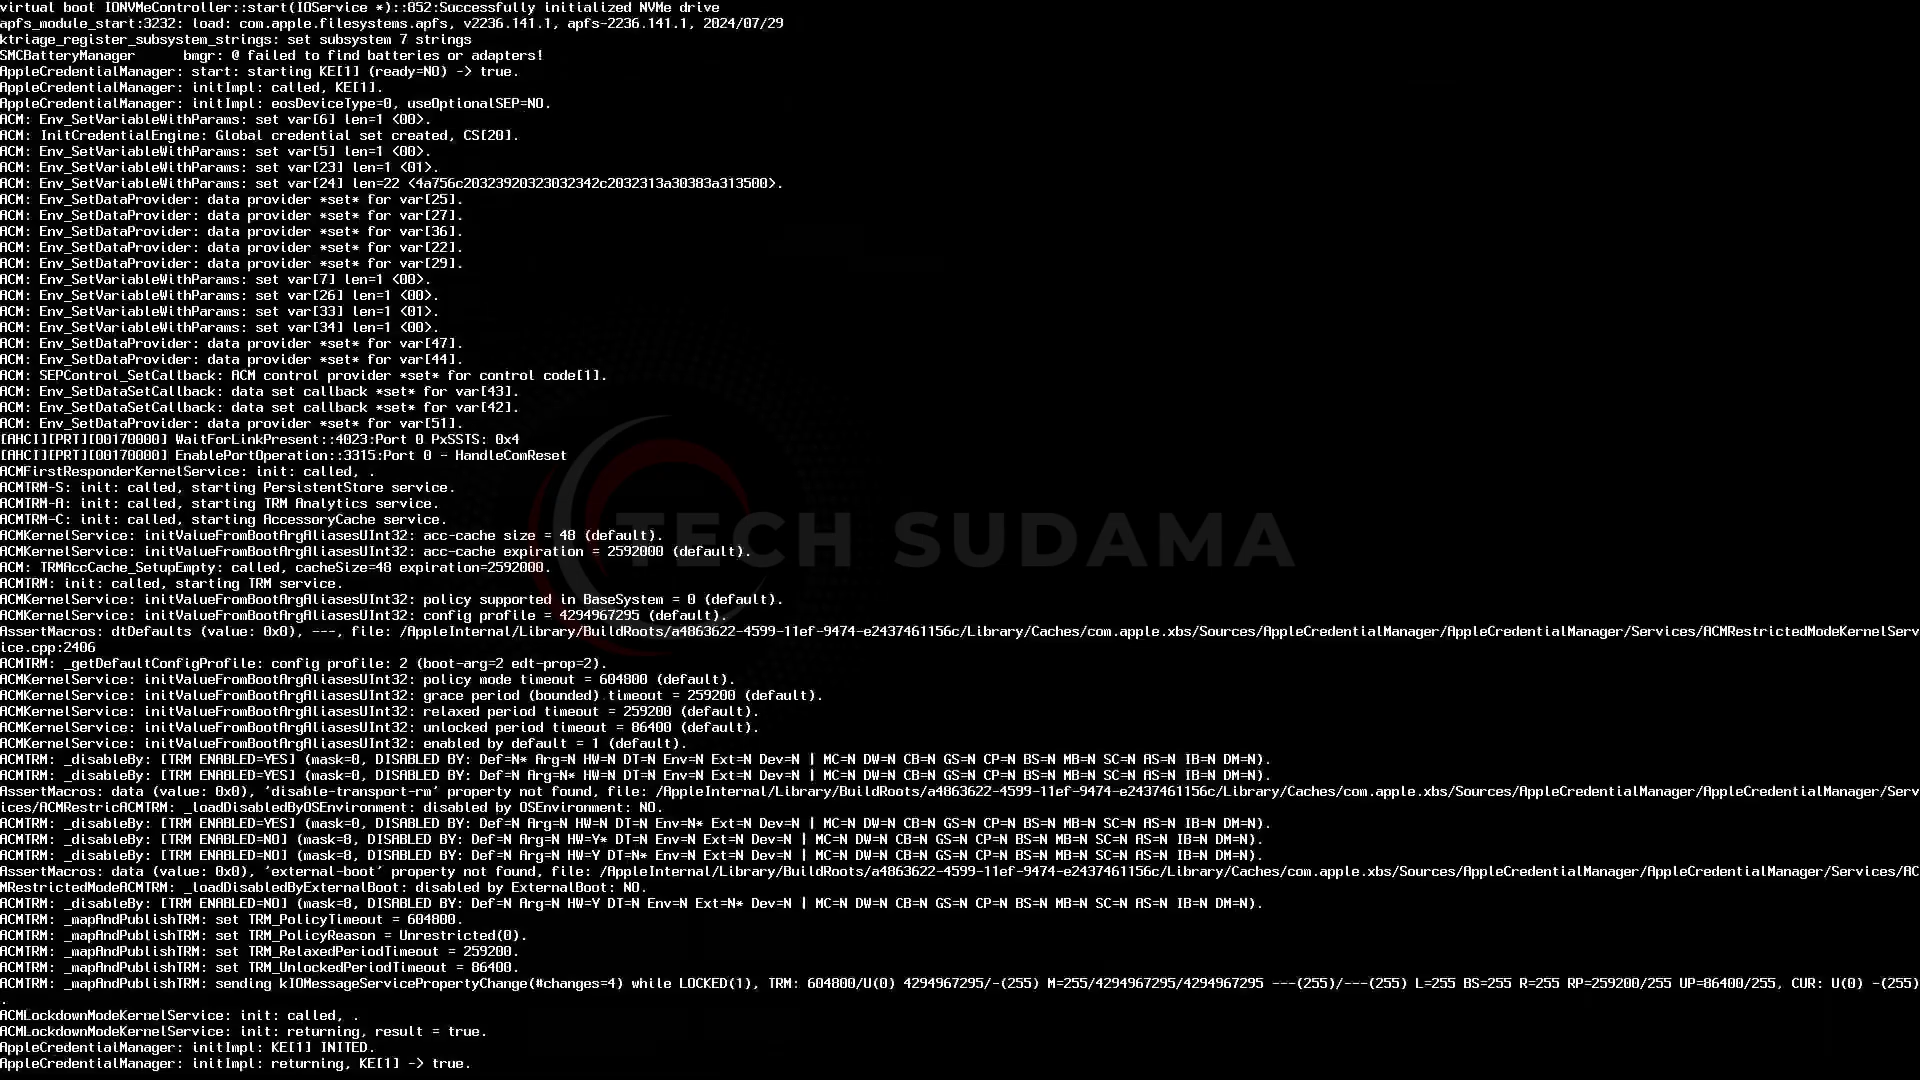 virtual boot IONVMeController::start(IOService *)::852:Successfully initialized NVMe drive
apfs_module_start:3232: load: com.apple.filesystems.apfs, v2236.141.1, apfs-2236.141.1, 2024/07/29
ktriage_register_subsystem_strings: set subsystem 7 strings
SMCBatteryManager      bmgr: @ failed to find batteries or adapters!
AppleCredentialManager: start: starting KE[1] (ready=NO) -> true.
AppleCredentialManager: initImpl: called, KE[1].
AppleCredentialManager: initImpl: eosDeviceType=0, useOptionalSEP=NO.
ACM: Env_SetVariableWithParams: set var[6] len=1 <00>.
ACM: InitCredentialEngine: Global credential set created, CS[20].
ACM: Env_SetVariableWithParams: set var[5] len=1 <00>.
ACM: Env_SetVariableWithParams: set var[23] len=1 <01>.
ACM: Env_SetVariableWithParams: set var[24] len=22 <4a756c20323920323032342c2032313a30383a313500>.
ACM: Env_SetDataProvider: data provider *set* for var[25].
ACM: Env_SetDataProvider: data provider *set* for var[27].
ACM: Env_SetDataProvider: data provider *set* for var[36].
ACM: Env_SetDataProvider: data provider *set* for var[22].
ACM: Env_SetDataProvider: data provider *set* for var[29].
ACM: Env_SetVariableWithParams: set var[7] len=1 <00>.
ACM: Env_SetVariableWithParams: set var[26] len=1 <00>.
ACM: Env_SetVariableWithParams: set var[33] len=1 <01>.
ACM: Env_SetVariableWithParams: set var[34] len=1 <00>.
ACM: Env_SetDataProvider: data provider *set* for var[47].
ACM: Env_SetDataProvider: data provider *set* for var[44].
ACM: SEPControl_SetCallback: ACM control provider *set* for control code[1].
ACM: Env_SetDataSetCallback: data set callback *set* for var[43].
ACM: Env_SetDataSetCallback: data set callback *set* for var[42].
ACM: Env_SetDataProvider: data provider *set* for var[51].
[AHCI][PRT][00170000] WaitForLinkPresent::4023:Port 0 PxSSTS: 0x4
[AHCI][PRT][00170000] EnablePortOperation::3315:Port 0 - HandleComReset
ACMFirstResponderKernelService: init: called, .
ACMTRM-S: init: called, starting PersistentStore service.
ACMTRM-A: init: called, starting TRM Analytics service.
ACMTRM-C: init: called, starting AccessoryCache service.
ACMKernelService: initValueFromBootArgAliasesUInt32: acc-cache size = 48 (default).
ACMKernelService: initValueFromBootArgAliasesUInt32: acc-cache expiration = 2592000 (default).
TECH SUDAMA
ACM: TRMAccCache_SetupEmpty: called, cacheSize=48 expiration=2592000.
ACMTRM: init: called, starting TRM service.
ACMKernelService: initValueFromBootArgAliasesUInt32: policy supported in BaseSystem = 0 (default).
ACMKernelService: initValueFromBootArgAliasesUInt32: config profile = 4294967295 (default).
AssertMacros: dtDefaults (value: 0x0), ---, file: /AppleInternal/Library/BuildRoots/a4863622-4599-11ef-9474-e2437461156c/Library/Caches/com.apple.xbs/Sources/AppleCredentialManager/AppleCredentialManager/Services/ACMRestrictedModeKernelServ
ice.cpp:2406
ACMTRM: _getDefaultConfigProfile: config profile: 2 (boot-arg=2 edt-prop=2).
ACMKernelService: initValueFromBootArgAliasesUInt32: policy mode timeout = 604800 (default).
ACMKernelService: initValueFromBootArgAliasesUInt32: grace period (bounded) timeout = 259200 (default).
ACMKernelService: initValueFromBootArgAliasesUInt32: relaxed period timeout = 259200 (default).
ACMKernelService: initValueFromBootArgAliasesUInt32: unlocked period timeout = 86400 (default).
ACMKernelService: initValueFromBootArgAliasesUInt32: enabled by default = 1 (default).
ACMTRM: _disableBy: [TRM ENABLED=YES] (mask=0, DISABLED BY: Def=N* Arg=N HW=N DT=N Env=N Ext=N Dev=N | MC=N DW=N CB=N GS=N CP=N BS=N MB=N SC=N AS=N IB=N DM=N).
ACMTRM: _disableBy: [TRM ENABLED=YES] (mask=0, DISABLED BY: Def=N Arg=N* HW=N DT=N Env=N Ext=N Dev=N | MC=N DW=N CB=N GS=N CP=N BS=N MB=N SC=N AS=N IB=N DM=N).
AssertMacros: data (value: 0x0), 'disable-transport-rm' property not found, file: /AppleInternal/Library/BuildRoots/a4863622-4599-11ef-9474-e2437461156c/Library/Caches/com.apple.xbs/Sources/AppleCredentialManager/AppleCredentialManager/Serv
ices/ACMRestricACMTRM: _loadDisabledByOSEnvironment: disabled by OSEnvironment: NO.
ACMTRM: _disableBy: [TRM ENABLED=YES] (mask=0, DISABLED BY: Def=N Arg=N HW=N DT=N Env=N* Ext=N Dev=N | MC=N DW=N CB=N GS=N CP=N BS=N MB=N SC=N AS=N IB=N DM=N).
ACMTRM: _disableBy: [TRM ENABLED=NO] (mask=8, DISABLED BY: Def=N Arg=N HW=Y* DT=N Env=N Ext=N Dev=N | MC=N DW=N CB=N GS=N CP=N BS=N MB=N SC=N AS=N IB=N DM=N).
ACMTRM: _disableBy: [TRM ENABLED=NO] (mask=8, DISABLED BY: Def=N Arg=N HW=Y DT=N* Env=N Ext=N Dev=N | MC=N DW=N CB=N GS=N CP=N BS=N MB=N SC=N AS=N IB=N DM=N).
AssertMacros: data (value: 0x0), 'external-boot' property not found, file: /AppleInternal/Library/BuildRoots/a4863622-4599-11ef-9474-e2437461156c/Library/Caches/com.apple.xbs/Sources/AppleCredentialManager/AppleCredentialManager/Services/AC
MRestrictedModeACMTRM: _loadDisabledByExternalBoot: disabled by ExternalBoot: NO.
ACMTRM: _disableBy: [TRM ENABLED=NO] (mask=8, DISABLED BY: Def=N Arg=N HW=Y DT=N Env=N Ext=N* Dev=N | MC=N DW=N CB=N GS=N CP=N BS=N MB=N SC=N AS=N IB=N DM=N).
ACMTRM: _mapAndPublishTRM: set TRM_PolicyTimeout = 604800.
ACMTRM: _mapAndPublishTRM: set TRM_PolicyReason = Unrestricted(0).
ACMTRM: _mapAndPublishTRM: set TRM_RelaxedPeriodTimeout = 259200.
ACMTRM: _mapAndPublishTRM: set TRM_UnlockedPeriodTimeout = 86400.
ACMTRM: _mapAndPublishTRM: sending kIOMessageServicePropertyChange(#changes=4) while LOCKED(1), TRM: 604800/U(0) 4294967295/-(255) M=255/4294967295/4294967295 ---(255)/---(255) L=255 BS=255 R=255 RP=259200/255 UP=86400/255, CUR: U(0) -(255)
.
ACMLockdownModeKernelService: init: called, .
ACMLockdownModeKernelService: init: returning, result = true.
AppleCredentialManager: initImpl: KE[1] INITED.
AppleCredentialManager: initImpl: returning, KE[1] -> true.